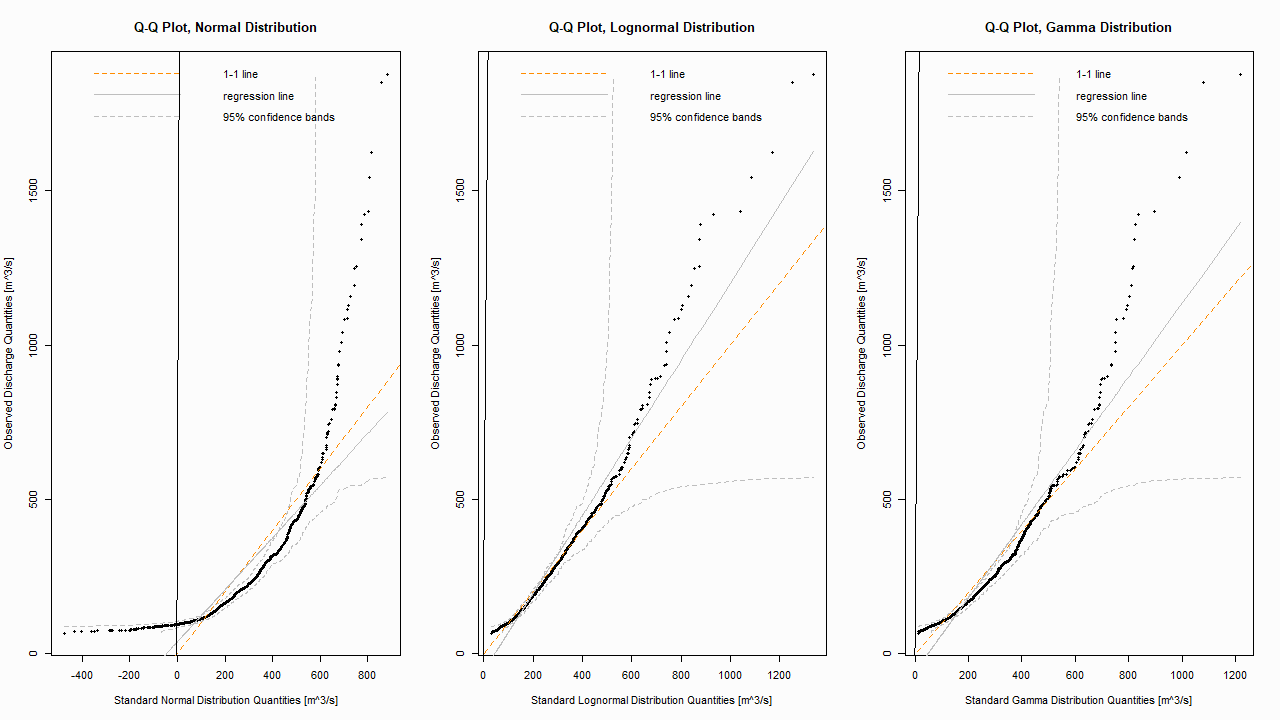 Q-Q Plot, Normal Distribution
1-1 line
regression line
95% confidence bands
Observed Discharge Quantities [m^3/s]
0 500 1000 1500
-400 -200 0 200 400 600 800
Standard Normal Distribution Quantities [m^3/s]
Q-Q Plot, Lognormal Distribution
1-1 line
regression line
95% confidence bands
Observed Discharge Quantities [m^3/s]
0 500 1000 1500
0 200 400 600 800 1000 1200
Standard Lognormal Distribution Quantities [m^3/s]
Q-Q Plot, Gamma Distribution
1-1 line
regression line
95% confidence bands
Observed Discharge Quantities [m^3/s]
0 500 1000 1500
0 200 400 600 800 1000 1200
Standard Gamma Distribution Quantities [m^3/s]